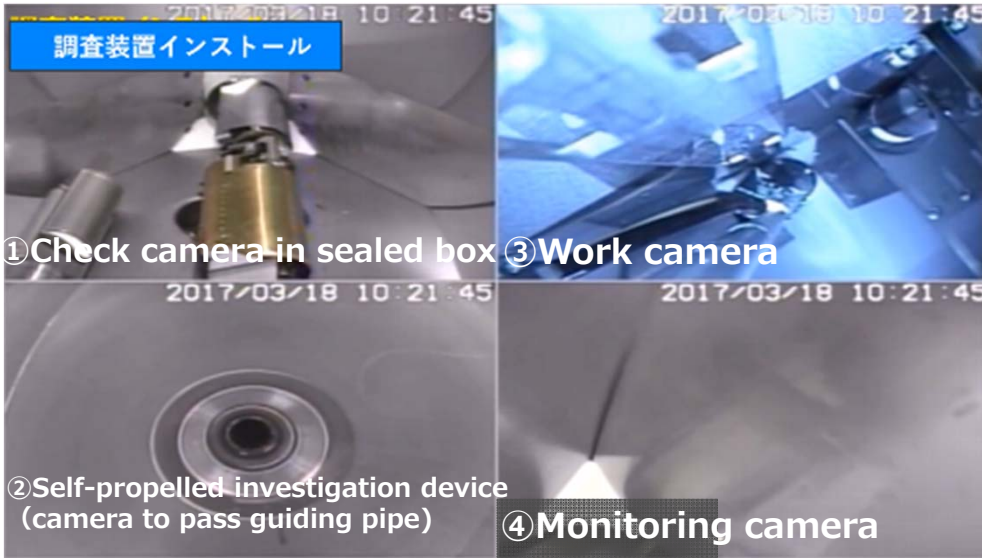 2017/03/18 10:21:45
調査装置インストール
①Check camera in sealed box
2017/03/18 10:21:45
③Work camera
2017/03/18 10:21:45
②Self-propelled investigation device
(camera to pass guiding pipe)
2017/03/18 10:21:45
④Monitoring camera